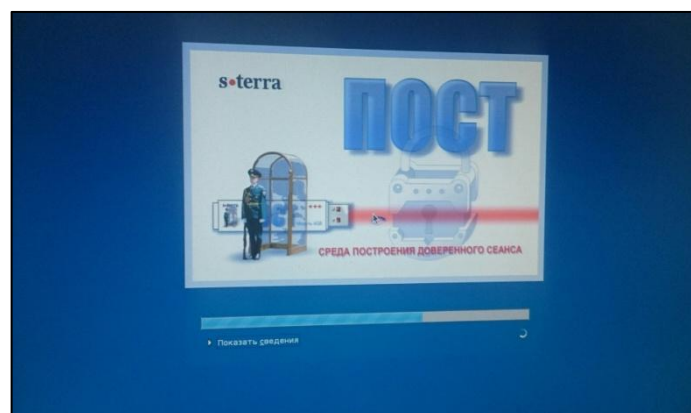 s•terra
ПОСТ
СРЕДА ПОСТРОЕНИЯ ДОВЕРЕННОГО СЕАНСА
Показать сведения